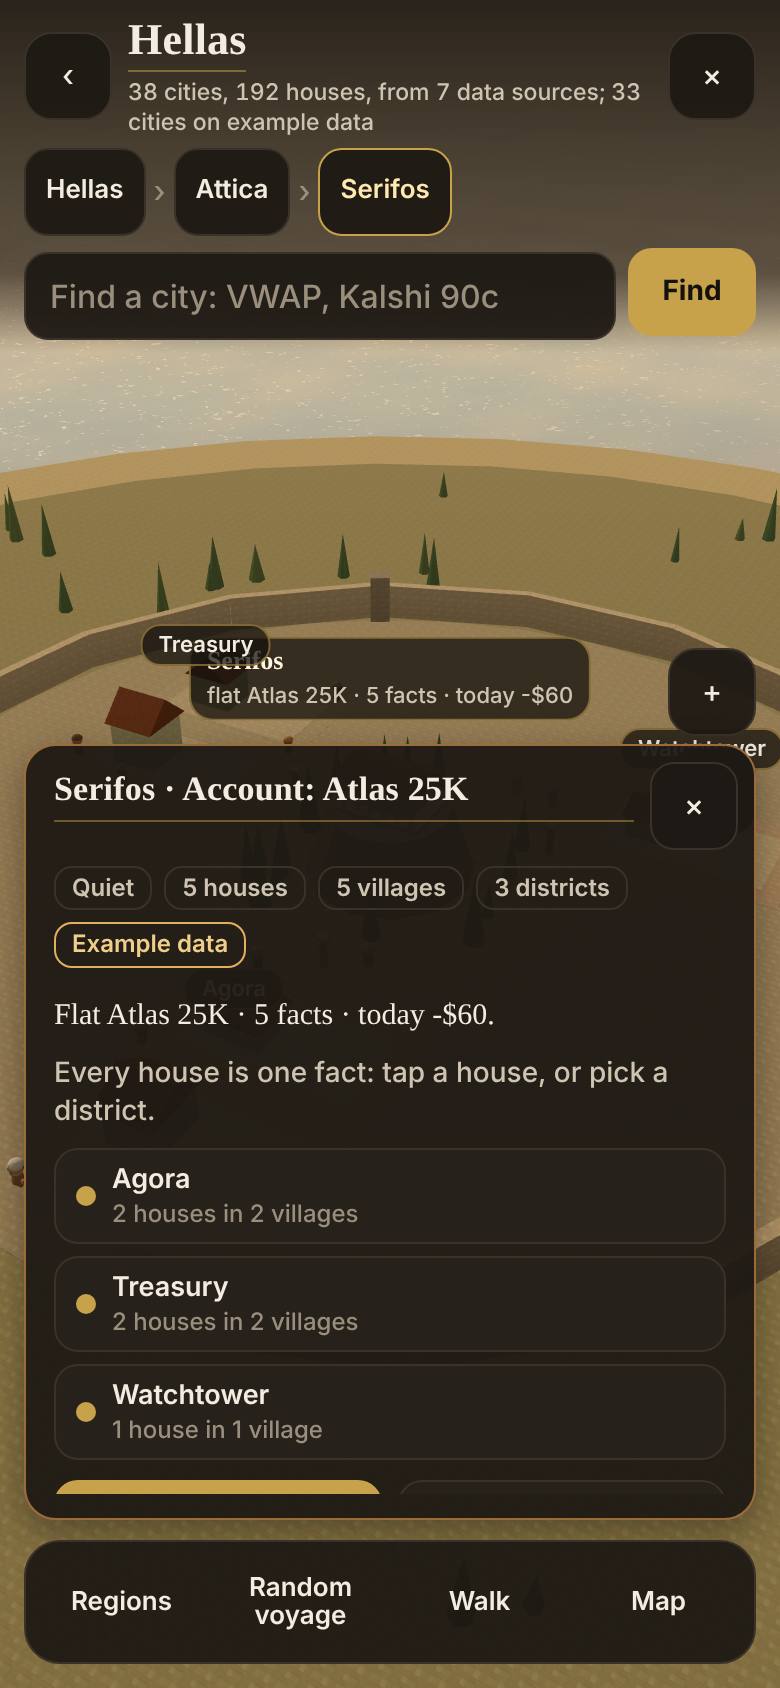 ‹
Hellas
38 cities, 192 houses, from 7 data sources; 33
cities on example data
×
Hellas › Attica › Serifos
Find a city: VWAP, Kalshi 90c
Find
Treasury
Serifos
flat Atlas 25K · 5 facts · today -$60
+
Watchtower
Serifos · Account: Atlas 25K
×
Quiet
5 houses
5 villages
3 districts
Example data
Agora
Flat Atlas 25K · 5 facts · today -$60.
Every house is one fact: tap a house, or pick a
district.
Agora
2 houses in 2 villages
Treasury
2 houses in 2 villages
Watchtower
1 house in 1 village
Regions
Random
voyage
Walk
Map